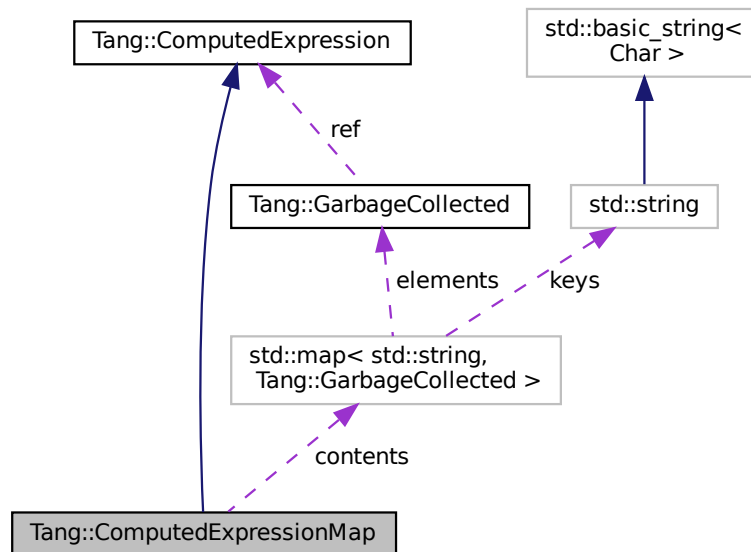 Tang::ComputedExpression
std::basic_string<
Char >
ref
Tang::GarbageCollected
std::string
elements
keys
std::map< std::string,
Tang::GarbageCollected >
contents
Tang::ComputedExpressionMap